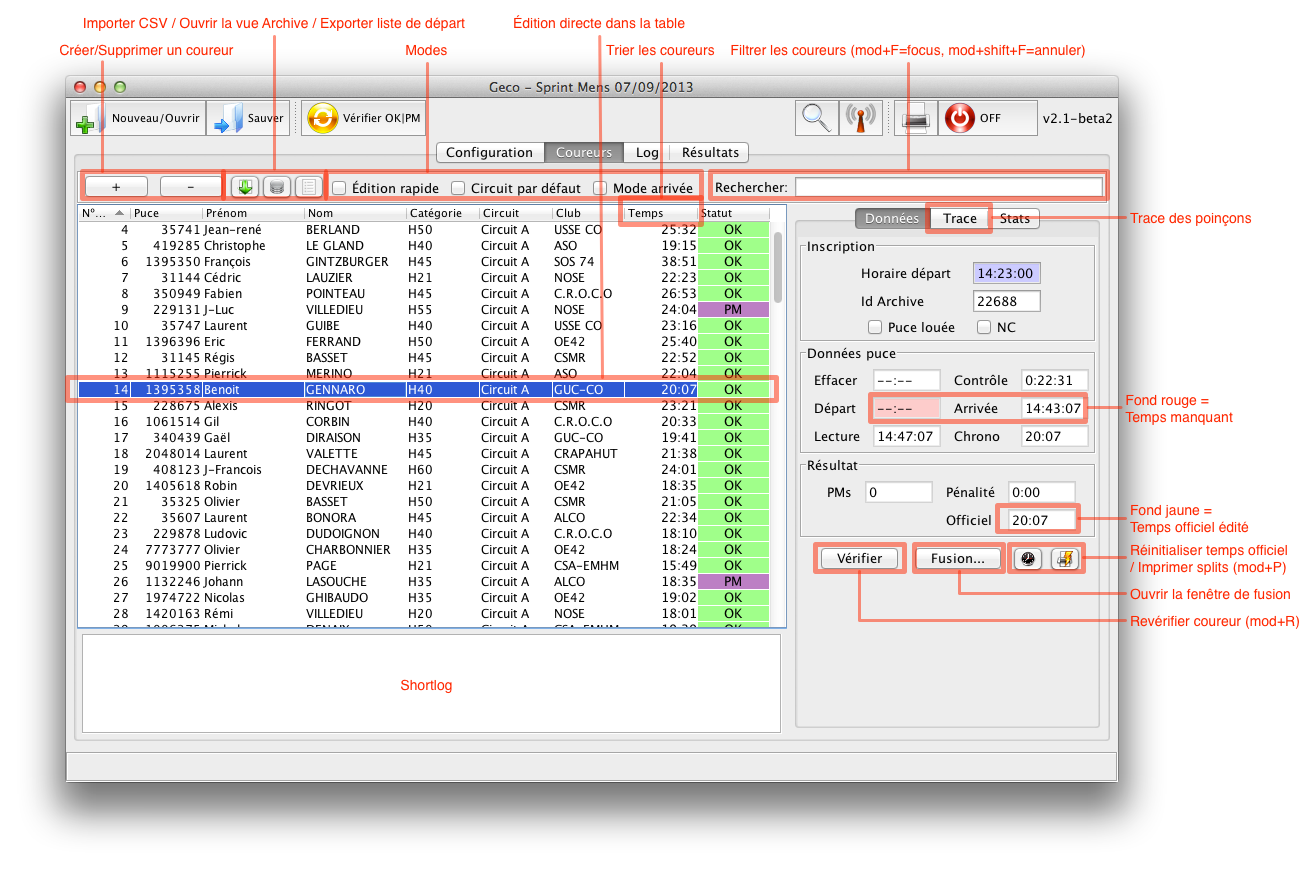 Importer CSV / Ouvrir la vue Archive / Exporter liste de départ
Édition directe dans la table
Créer/Supprimer un coureur
Modes
Trier les coureurs
Filtrer les coureurs (mod+F=focus, mod+shift+F=annuler)
Geco – Sprint Mens 07/09/2013
Nouveau/Ouvrir
Sauver
Vérifier OK|PM
OFF
v2.1-beta2
Configuration
Coureurs
Log
Résultats
+
-
Édition rapide
Circuit par défaut
Mode arrivée
Rechercher:
N°... Puce Prénom Nom Catégorie Circuit Club Temps Statut
4 35741 Jean-rené BERLAND H50 Circuit A USSE CO 25:32 OK
5 419285 Christophe LE GLAND H40 Circuit A ASO 19:15 OK
6 1395350 François GINTZBURGER H45 Circuit A SOS 74 38:51 OK
7 31144 Cédric LAUZIER H21 Circuit A NOSE 22:23 OK
8 350949 Fabien POINTEAU H45 Circuit A C.R.O.C.O 26:53 OK
9 229131 J-Luc VILLEDIEU H55 Circuit A NOSE 24:04 PM
10 35747 Laurent GUIBE H40 Circuit A USSE CO 23:16 OK
11 1396396 Eric FERRAND H50 Circuit A OE42 25:40 OK
12 31145 Régis BASSET H45 Circuit A CSMR 22:52 OK
13 1115255 Pierrick MERINO H21 Circuit A ASO 22:04 OK
14 1395358 Benoit GENNARO H40 Circuit A GUC-CO 20:07 OK
15 228675 Alexis RINGOT H20 Circuit A CSMR 23:21 OK
16 1061514 Gil CORBIN H40 Circuit A C.R.O.C.O 20:33 OK
17 340439 Gaël DIRAISON H35 Circuit A GUC-CO 19:41 OK
18 2048014 Laurent VALETTE H45 Circuit A CRAPAHUT 21:38 OK
19 408123 J-Francois DECHAVANNE H60 Circuit A CSMR 24:01 OK
20 1405618 Robin DEVRIEUX H21 Circuit A OE42 18:35 OK
21 35325 Olivier BASSET H50 Circuit A CSMR 21:05 OK
22 35607 Laurent BONORA H45 Circuit A ALCO 22:34 OK
23 229878 Ludovic DUDOIGNON H40 Circuit A C.R.O.C.O 18:10 OK
24 7773777 Olivier CHARBONNIER H35 Circuit A OE42 18:24 OK
25 9019900 Pierrick PAGE H21 Circuit A CSA-EMHM 15:49 OK
26 1132246 Johann LASOUCHE H35 Circuit A ALCO 18:35 PM
27 1974722 Nicolas GHIBAUDO H35 Circuit A OE42 19:02 OK
28 1420163 Rémi VILLEDIEU H20 Circuit A NOSE 18:01 OK
Shortlog
Données
Trace
Stats
Trace des poinçons
Inscription
Horaire départ 14:23:00
Id Archive 22688
Puce louée
NC
Données puce
Effacer --:-- Contrôle 0:22:31
Départ --:-- Arrivée 14:43:07
Lecture 14:47:07 Chrono 20:07
Fond rouge =
Temps manquant
Résultat
PMs 0 Pénalité 0:00
Officiel 20:07
Fond jaune =
Temps officiel édité
Vérifier
Fusion...
Réinitialiser temps officiel
/ Imprimer splits (mod+P)
Ouvrir la fenêtre de fusion
Revérifier coureur (mod+R)